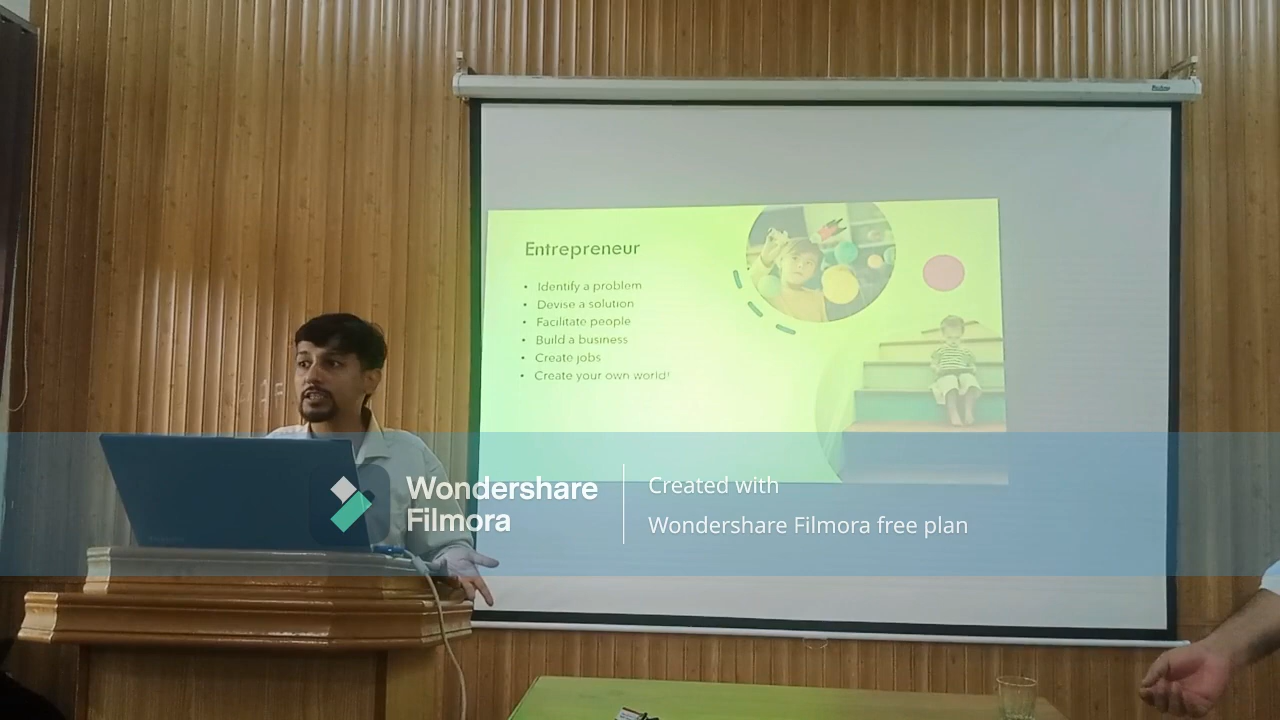 Entrepreneur
• Identify a problem
• Devise a solution
• Facilitate people
• Build a business
• Create jobs
• Create your own world!
Wondershare
Filmora
Created with
Wondershare Filmora free plan